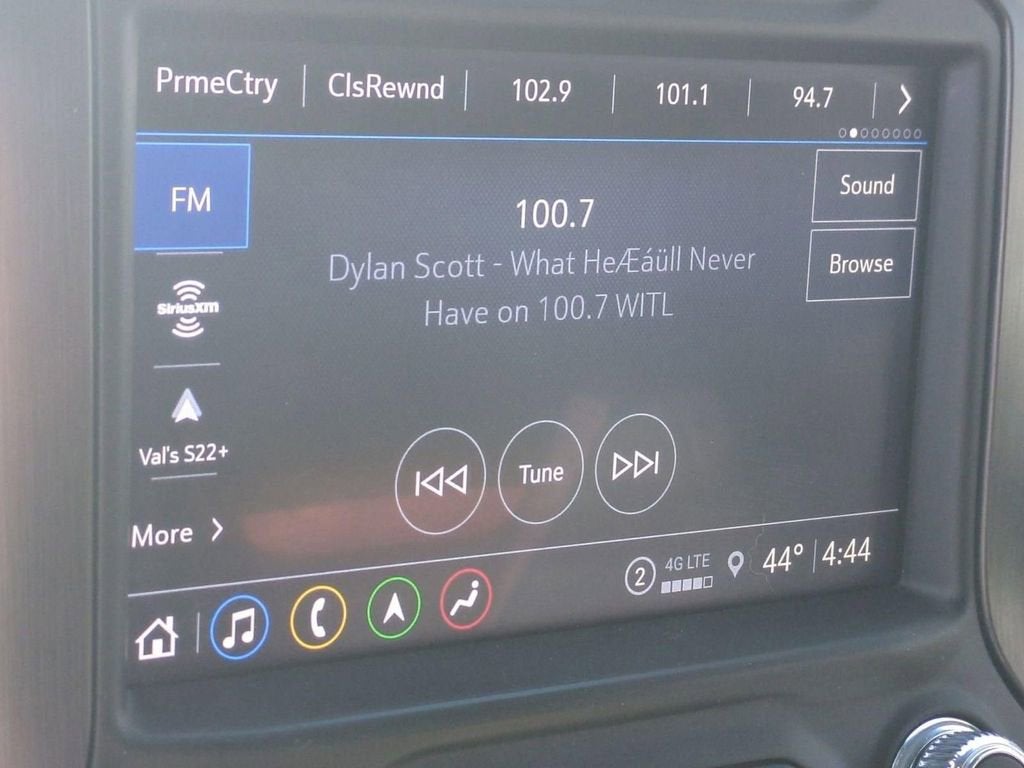 PrmeCtry ClsRewnd 102.9 101.1 94.7
FM
100.7
Sound
Dylan Scott - What HeÆáüll Never
Have on 100.7 WITL
Browse
SiriusXM
Val's S22+
Tune
More
2 4G LTE 44° 4:44